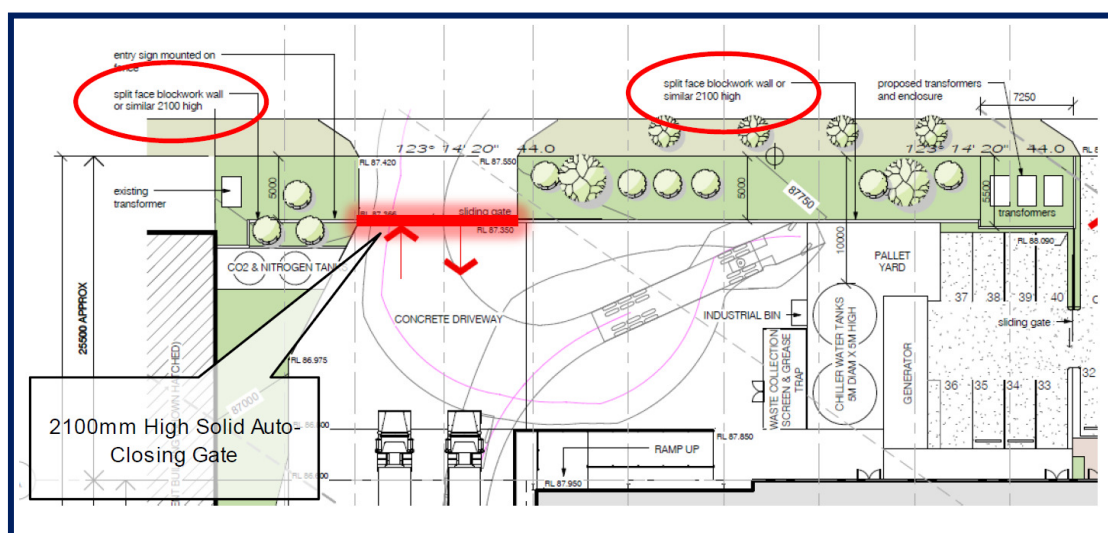 entry sign mounted on
fence
split face blockwork wall
or similar 2100 high
split face blockwork wall or
similar 2100 high
proposed transformers
and enclosure
7250
123° 14' 20" 44.0
123° 14' 20" 44.0
RL 87.420
RL 87.550
existing
transformer
5000
5000
5500
87750
transformers
sliding gate
RL 87.350
RL 88.090
CO2 & NITROGEN TANKS
10000
PALLET
YARD
37
38
39
40
25500 APPROX
CONCRETE DRIVEWAY
INDUSTRIAL BIN
sliding gate
RL 86.975
WASTE COLLECTION
SCREEN & GREASE
TRAP
CHILLER WATER TANKS
5M DIAM X 5M HIGH
GENERATOR
36
35
34
33
32
87000
2100mm High Solid Auto-
Closing Gate
RL 87.850
RAMP UP
RL 87.950